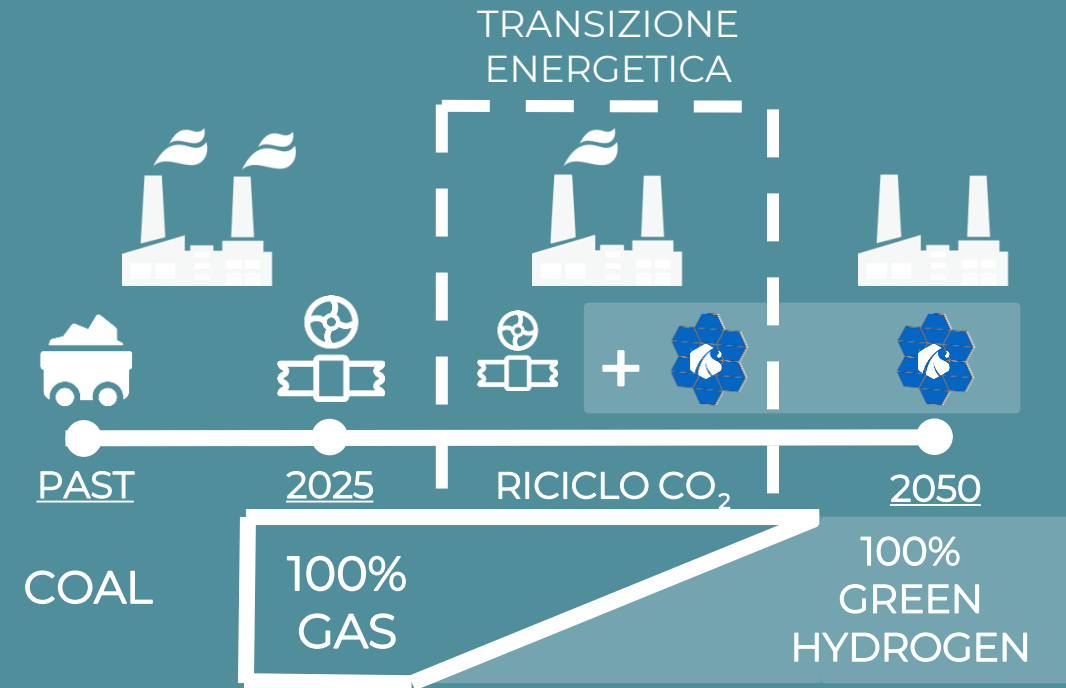 TRANSIZIONE
ENERGETICA
PAST
2025
RICICLO CO₂
2050
COAL
100%
GAS
100%
GREEN
HYDROGEN